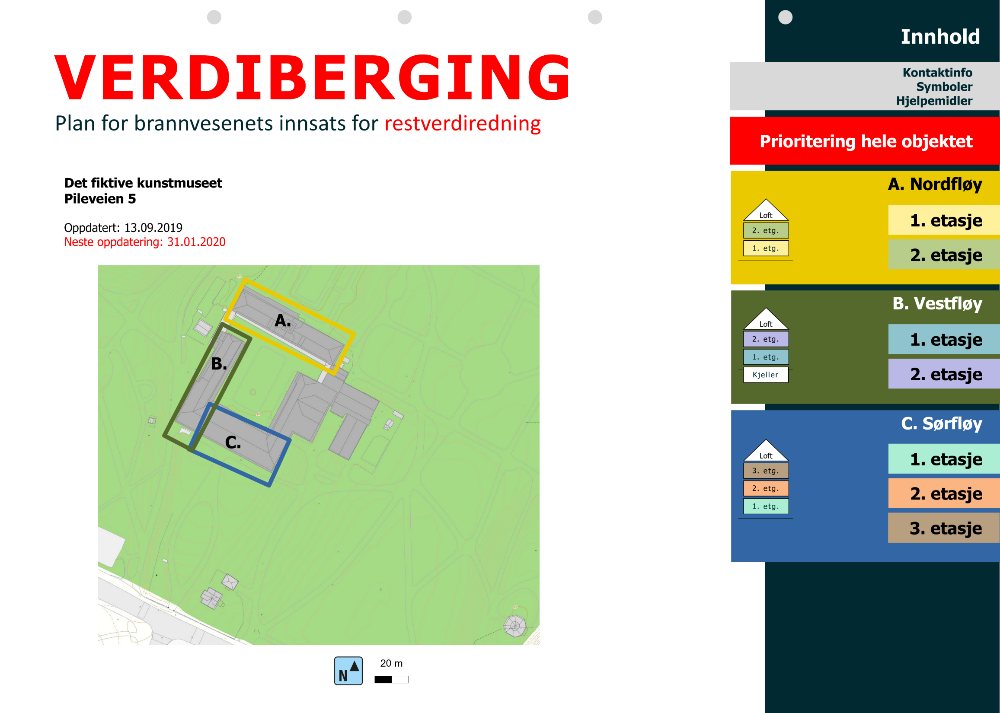 VERDIBERGING
Plan for brannvesenets innsats for restverdiredning
Det fiktive kunstmuseet
Pileveien 5
Oppdatert: 13.09.2019
Neste oppdatering: 31.01.2020
A.
B.
C.
N
20 m
Innhold
Kontaktinfo
Symboler
Hjelpemidler
Prioritering hele objektet
A. Nordfløy
Loft
2. etg.
1. etg.
1. etasje
2. etasje
B. Vestfløy
Loft
2. etg.
1. etg.
Kjeller
1. etasje
2. etasje
C. Sørfløy
Loft
3. etg.
2. etg.
1. etg.
1. etasje
2. etasje
3. etasje